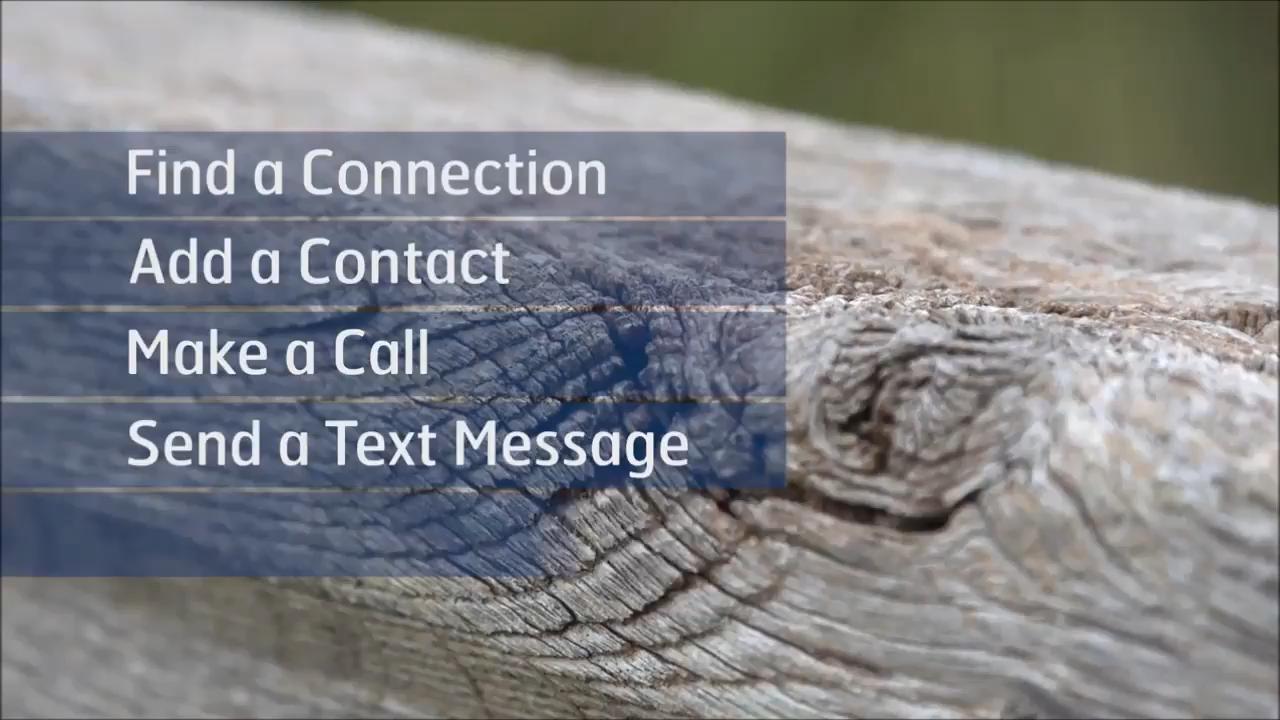 Find a Connection
Add a Contact
Make a Call
Send a Text Message